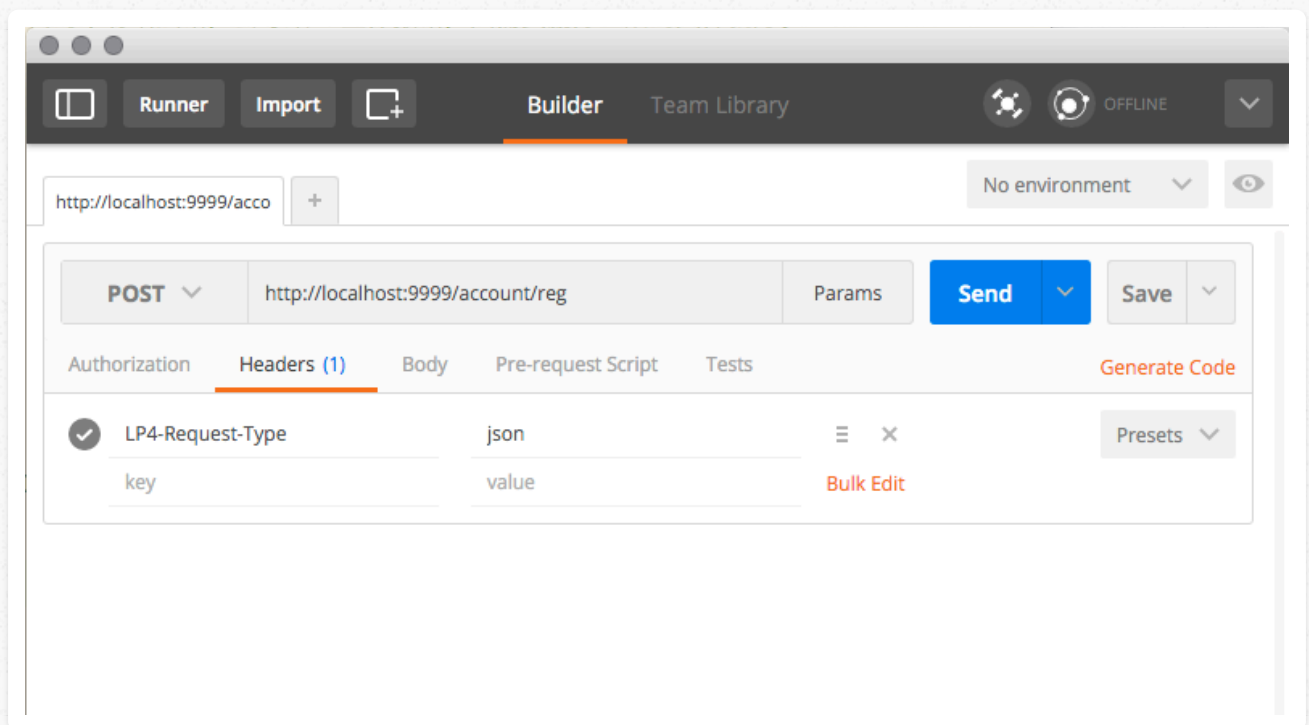 Runner Import Builder Team Library OFFLINE
No environment
http://localhost:9999/acco +
POST http://localhost:9999/account/reg Params Send Save
Authorization Headers (1) Body Pre-request Script Tests Generate Code
LP4-Request-Type json Presets
key value Bulk Edit